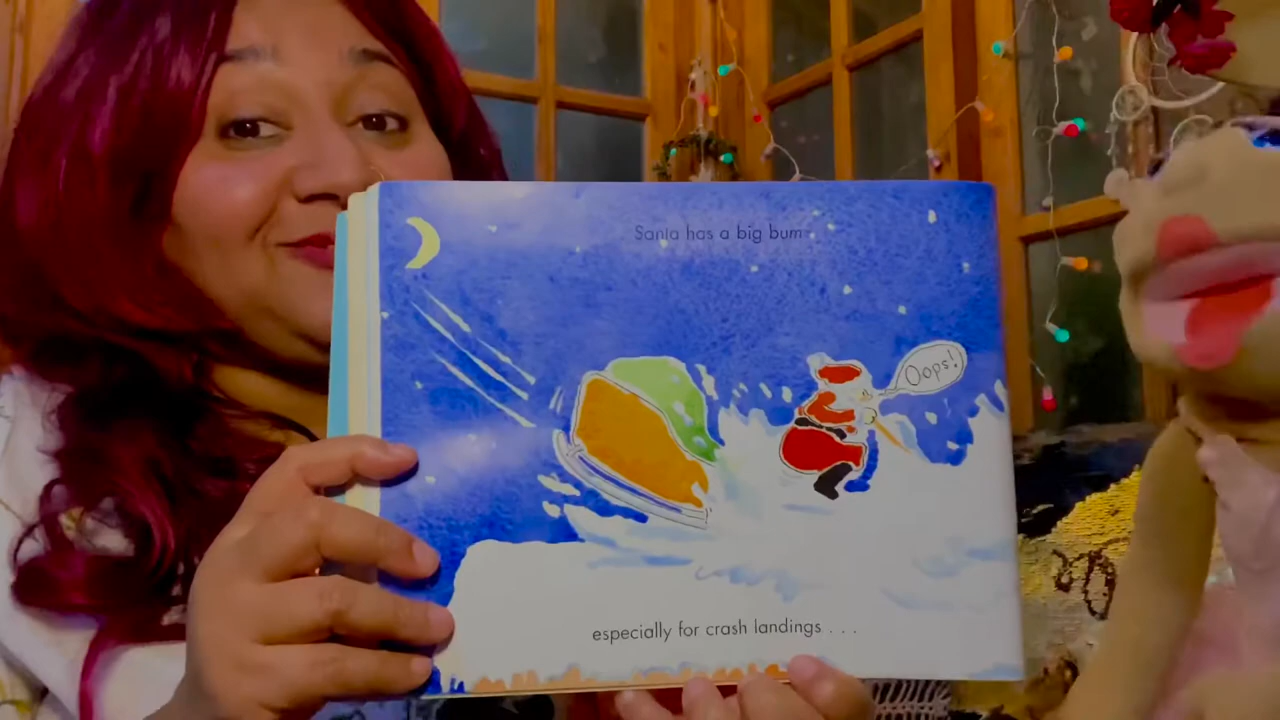 Santa has a big bum
Oops!
especially for crash landings . . .